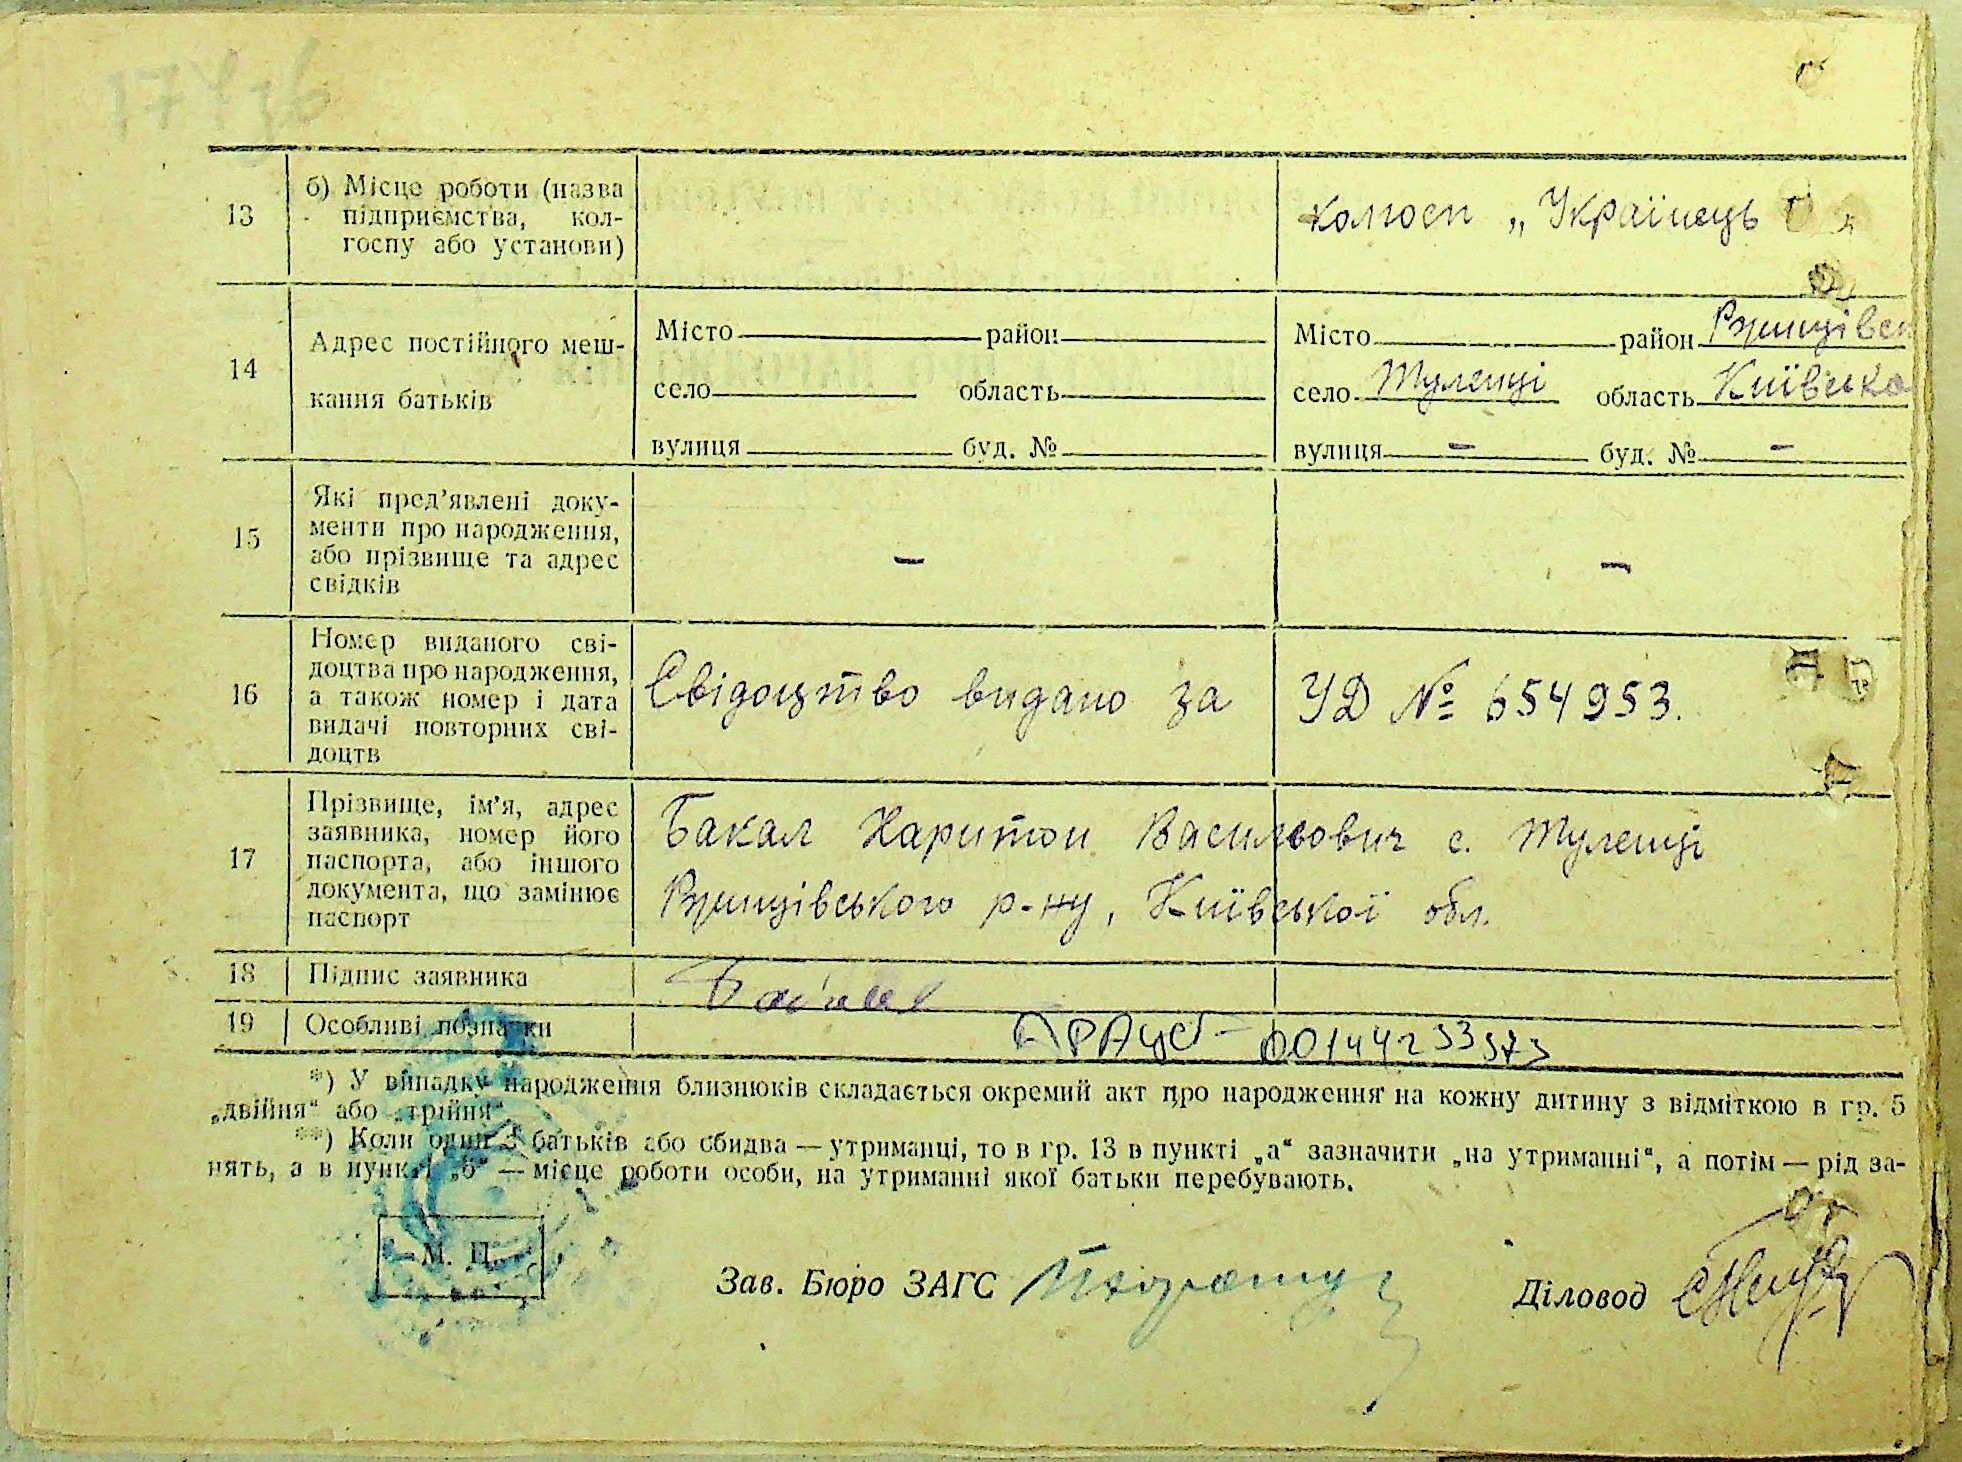 13
б) Місце роботи (назва
підприємства, кол-
госпу або установи)
колгосп „Українець
14
Адрес постійного меш-
кання батьків
Місто район
село область
вулиця буд. №
Місто район Ржищівсь
село Тулинці область Київська
вулиця — буд. № —
15
Які пред'явлені доку-
менти про народження,
або прізвище та адрес
свідків
— —
16
Номер виданого сві-
доцтва про народження,
а також номер і дата
видачі повторних сві-
доцтв
Свідоцтво видано за УД № 654953.
17
Прізвище, ім'я, адрес
заявника, номер його
паспорта, або іншого
документа, що замінює
паспорт
Бакал Харитон Васильович с. Тулинці
Ржищівського р-ну, Київської обл.
18 Підпис заявника
19 Особливі позначки
ДРАЦС – 00144233573
*) У випадку народження близнюків складається окремий акт про народження на кожну дитину з відміткою в гр. 5
„двійня“ або „трійня“
**) Коли один з батьків або обидва — утриманці, то в гр. 13 в пункті „а“ зазначити „на утриманні“, а потім — рід за-
нять, а в пункті „б“ — місце роботи особи, на утриманні якої батьки перебувають.
М. П.
Зав. Бюро ЗАГС
Діловод